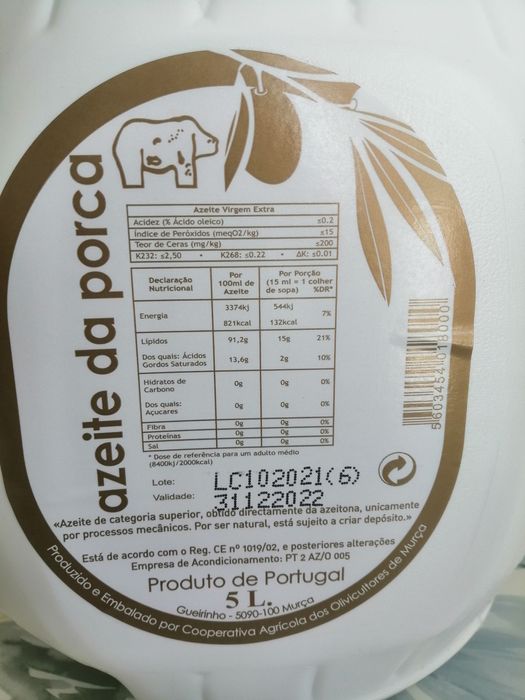 azeite da porca
Azeite Virgem Extra
Acidez (% Ácido oleico) ≤0.2
Índice de Peróxidos (meqO2/kg) ≤15
Teor de Ceras (mg/kg) ≤200
K232: ≤2,50 • K268: ≤0.22 • ΔK: ≤0.01
Declaração Nutricional
Por 100ml de Azeite
Por Porção (15 ml = 1 colher de sopa) %DR*
Energia 3374kj 544kj 7%
821kcal 132kcal
Lípidos 91,2g 15g 21%
Dos quais: Ácidos Gordos Saturados 13,6g 2g 10%
Hidratos de Carbono 0g 0g 0%
Dos quais: Açucares 0g 0g 0%
Fibra 0g 0g 0%
Proteinas 0g 0g 0%
Sal 0g 0g 0%
* Dose de referência para um adulto médio
(8400kj/2000kcal)
Lote: LC102021(6)
Validade: 31122022
«Azeite de categoria superior, obtido directamente da azeitona, unicamente
por processos mecânicos. Por ser natural, está sujeito a criar depósito.»
Está de acordo com o Reg. CE nº 1019/02, e posteriores alterações
Empresa de Acondicionamento: PT 2 AZ/0 005
Produto de Portugal
5 L.
Gueirinho - 5090-100 Murça
Produzido e Embalado por Cooperativa Agrícola dos Olivicultores de Murça
5 603454 018000